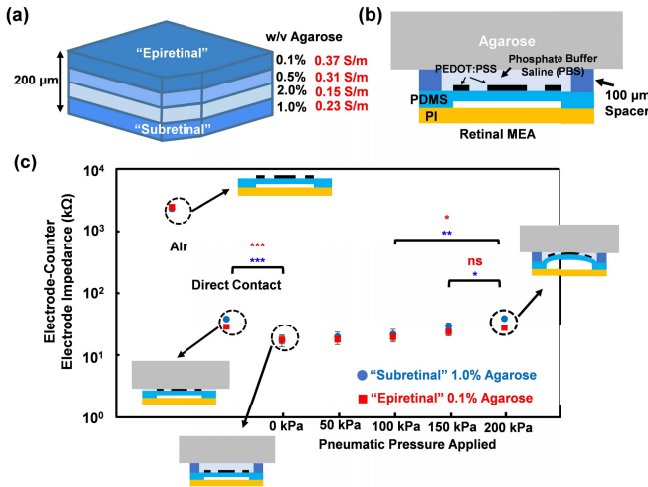 (a)
w/v Agarose
"Epiretinal"
0.1% 0.37 S/m
200 µm
0.5% 0.31 S/m
2.0% 0.15 S/m
1.0% 0.23 S/m
"Subretinal"
(b)
Agarose
Phosphate Buffer
Saline (PBS)
PEDOT:PSS
100 µm
Spacer
PDMS
PI
Retinal MEA
(c)
Electrode-Counter
Electrode Impedance (kΩ)
10⁴
10³
10²
10¹
10⁰
Air
***
Direct Contact
*
**
ns
*
"Subretinal" 1.0% Agarose
"Epiretinal" 0.1% Agarose
0 kPa
50 kPa
100 kPa
150 kPa
200 kPa
Pneumatic Pressure Applied